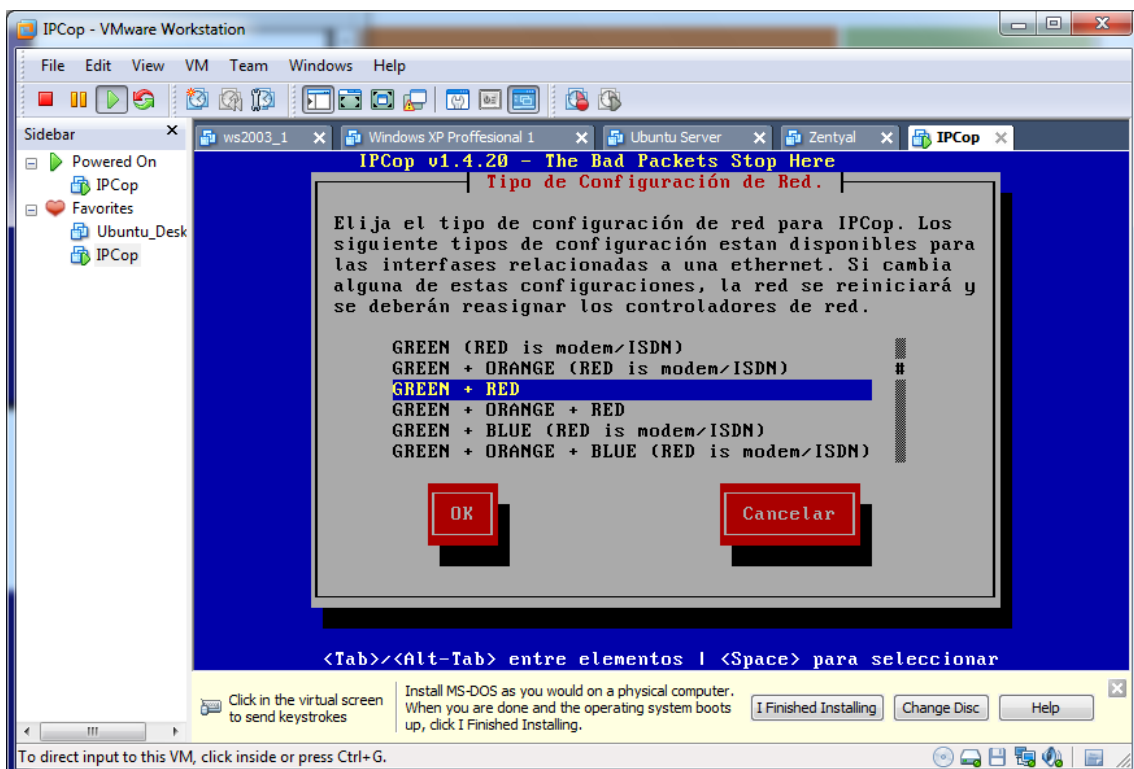 IPCop - VMware Workstation
File Edit View VM Team Windows Help
Sidebar
Powered On
IPCop
Favorites
Ubuntu_Desk
IPCop
ws2003_1 Windows XP Proffesional 1 Ubuntu Server Zentyal IPCop
IPCop v1.4.20 - The Bad Packets Stop Here
Tipo de Configuración de Red.
Elija el tipo de configuración de red para IPCop. Los
siguiente tipos de configuración estan disponibles para
las interfases relacionadas a una ethernet. Si cambia
alguna de estas configuraciones, la red se reiniciará y
se deberán reasignar los controladores de red.
GREEN (RED is modem/ISDN)
GREEN + ORANGE (RED is modem/ISDN) #
GREEN + RED
GREEN + ORANGE + RED
GREEN + BLUE (RED is modem/ISDN)
GREEN + ORANGE + BLUE (RED is modem/ISDN)
OK Cancelar
<Tab>/<Alt-Tab> entre elementos | <Space> para seleccionar
Click in the virtual screen
to send keystrokes
Install MS-DOS as you would on a physical computer.
When you are done and the operating system boots
up, click I Finished Installing.
I Finished Installing Change Disc Help
To direct input to this VM, click inside or press Ctrl+G.